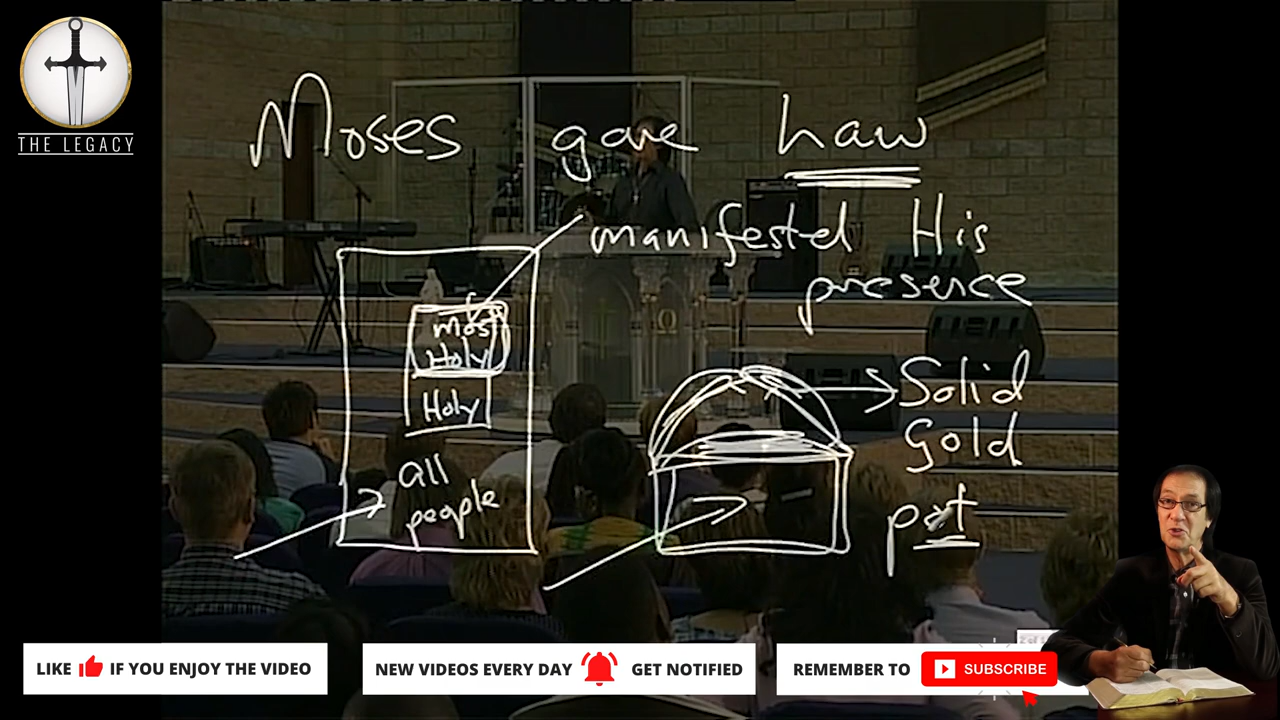 THE LEGACY
Moses gave Law
manifested His
presence
Most
Holy
Holy
all
people
Solid
Gold
put
LIKE IF YOU ENJOY THE VIDEO
NEW VIDEOS EVERY DAY GET NOTIFIED
REMEMBER TO SUBSCRIBE